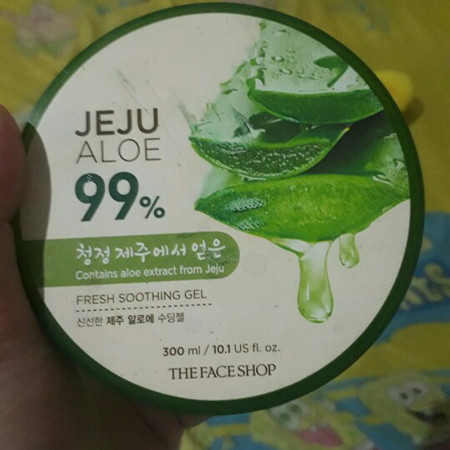 JEJU
ALOE
99%
청정 제주에서 얻은
Contains aloe extract from Jeju
FRESH SOOTHING GEL
신선한 제주 알로에 수딩젤
300 ml / 10.1 US fl. oz.
THE FACE SHOP